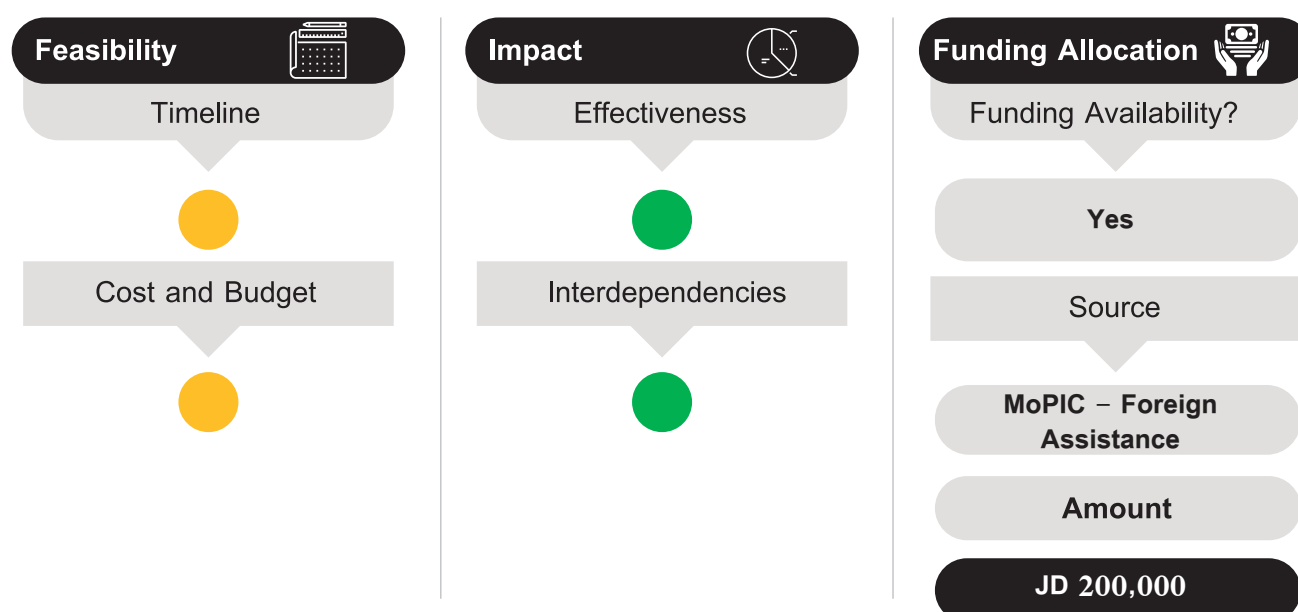 Feasibility
Timeline
Cost and Budget
Impact
Effectiveness
Interdependencies
Funding Allocation
Funding Availability?
Yes
Source
MoPIC – Foreign
Assistance
Amount
JD 200,000